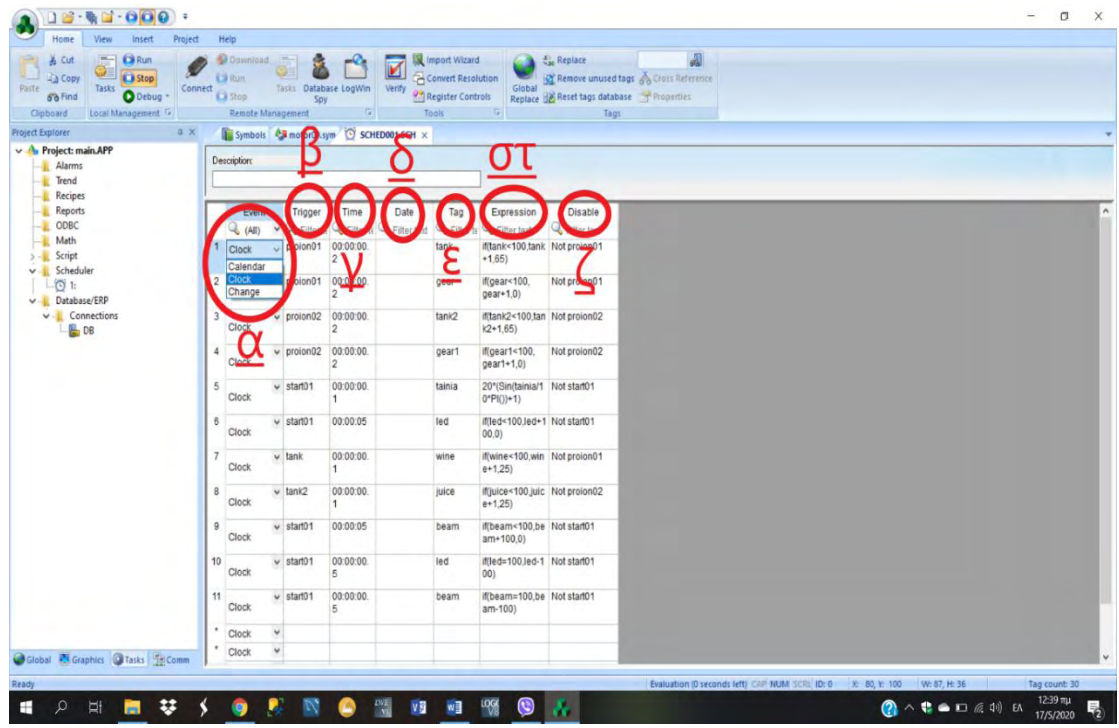 Home View Insert Project Help
Paste Cut Copy Find
Clipboard
Tasks Run Stop Debug
Local Management
Connect Download Run Stop Tasks Database Spy LogWin
Remote Management
Verify Import Wizard Convert Resolution Register Controls
Tools
Global Replace Replace Remove unused tags Reset tags database Cross Reference Properties
Tags
Project Explorer
Project: main.APP
Alarms
Trend
Recipes
Reports
ODBC
Math
Script
Scheduler
1:
Database/ERP
Connections
DB
Global Graphics Tasks Comm
Symbols SCHED001.SCH
Description:
β δ στ
Event Trigger Time Date Tag Expression Disable
(All)
α γ ε ζ
1 Clock proion01 00:00:00.2 tank if(tank<100,tank+1,65) Not proion01
Calendar
Clock
Change
2 proion01 00:00:00.2 gear if(gear<100,gear+1,0) Not proion01
3 Clock proion02 00:00:00.2 tank2 if(tank2<100,tank2+1,65) Not proion02
4 Clock proion02 00:00:00.2 gear1 if(gear1<100,gear1+1,0) Not proion02
5 Clock start01 00:00:00.1 tainia 20*(Sin(tainia/10*PI())+1) Not start01
6 Clock start01 00:00:05 led if(led<100,led+100,0) Not start01
7 Clock tank 00:00:00.1 wine if(wine<100,wine+1,25) Not proion01
8 Clock tank2 00:00:00.1 juice if(juice<100,juice+1,25) Not proion02
9 Clock start01 00:00:05 beam if(beam<100,beam+100,0) Not start01
10 Clock start01 00:00:00.5 led if(led=100,led-100) Not start01
11 Clock start01 00:00:00.5 beam if(beam=100,beam-100) Not start01
* Clock
* Clock
Ready
Evaluation (0 seconds left) CAP NUM SCRL ID: 0 X: 80, Y: 100 W: 87, H: 36 Tag count: 30
ΕΛ 12:39 πμ
17/5/2020